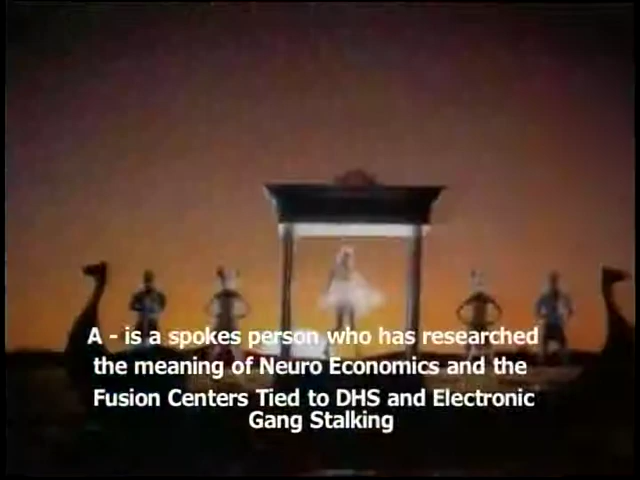 A - is a spokes person who has researched
the meaning of Neuro Economics and the
Fusion Centers Tied to DHS and Electronic
Gang Stalking